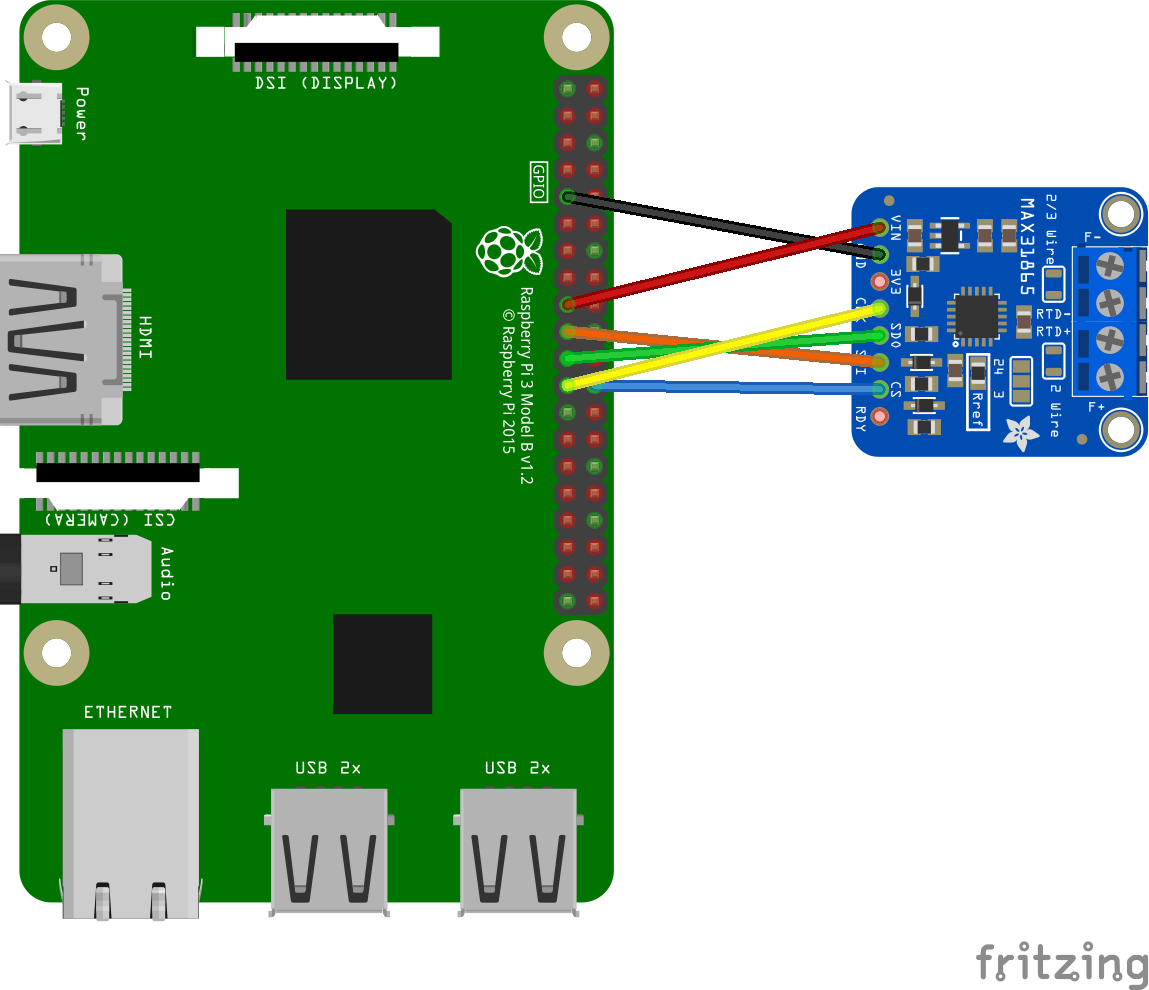 DSI (DISPLAY)
Power
GPIO
HDMI
Raspberry Pi 3 Model B v1.2
© Raspberry Pi 2015
CSI (CAMERA)
Audio
ETHERNET
USB 2x
USB 2x
VIN
3V3
SDO
CS
RDY
MAX31865
2/3 Wire
F-
RTD-
RTD+
24
3
Rref
2 Wire
F+
fritzing